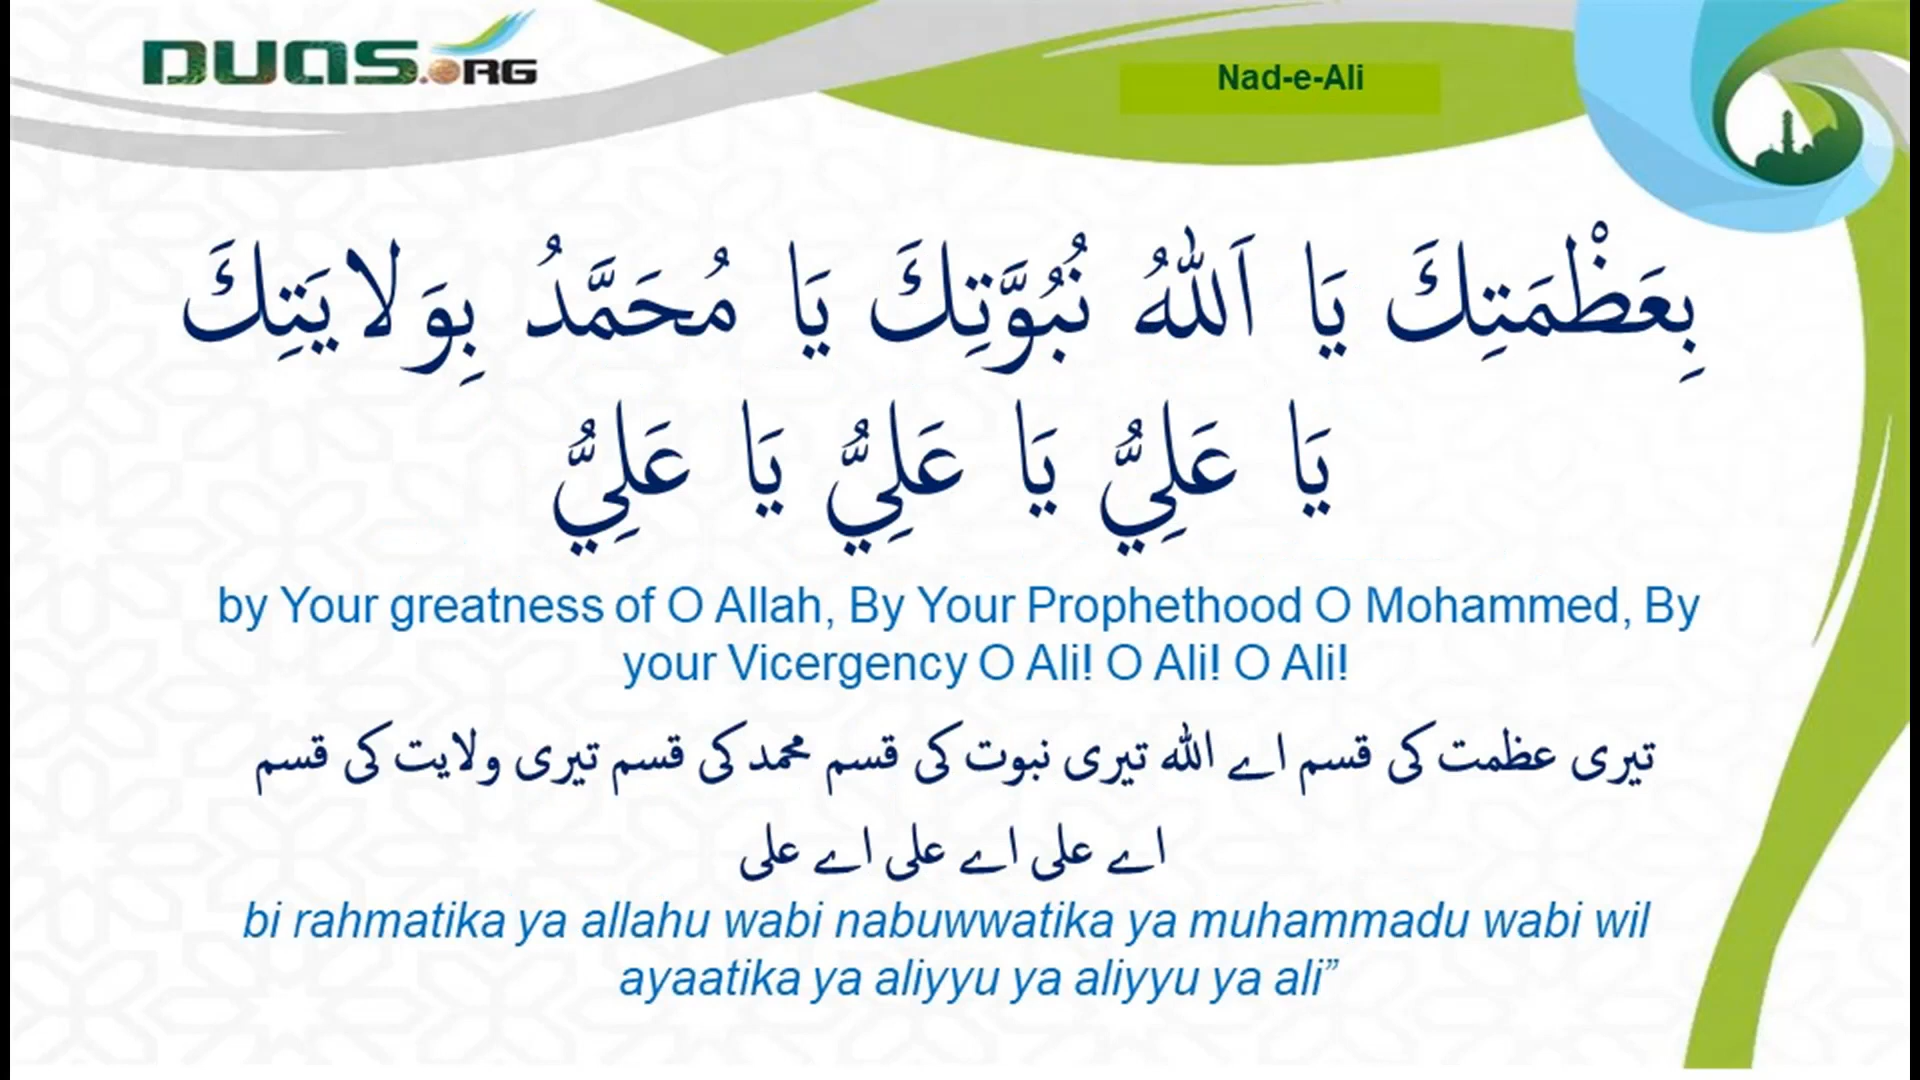 DUAS.ORG
Nad-e-Ali
بِعَظْمَتِكَ يَا اَللهُ نُبُوَّتِكَ يَا مُحَمَّدُ بِوَلايَتِكَ
يَا عَلِيُّ يَا عَلِيُّ يَا عَلِيُّ
by Your greatness of O Allah, By Your Prophethood O Mohammed, By
your Vicergency O Ali! O Ali! O Ali!
تیری عظمت کی قسم اے الله تیری نبوت کی قسم محمد کی قسم تیری ولایت کی قسم
اے علی اے علی اے علی
bi rahmatika ya allahu wabi nabuwwatika ya muhammadu wabi wil
ayaatika ya aliyyu ya aliyyu ya ali”